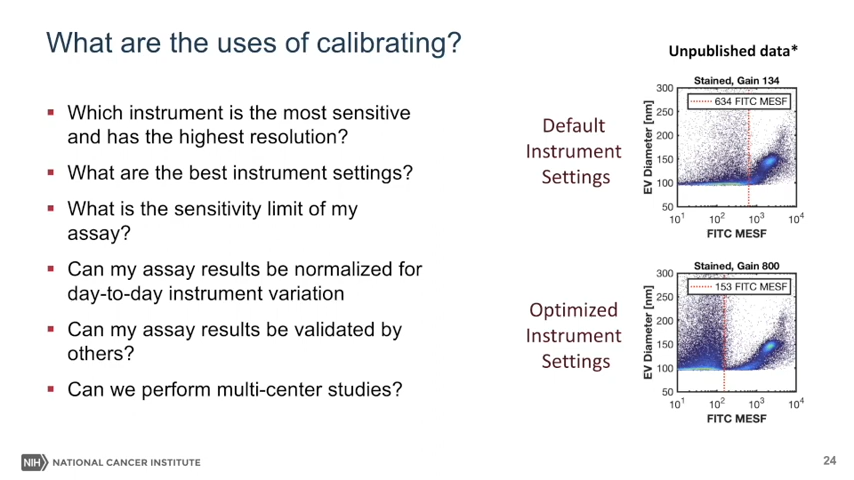 What are the uses of calibrating?
Which instrument is the most sensitive
and has the highest resolution?
What are the best instrument settings?
What is the sensitivity limit of my
assay?
Can my assay results be normalized for
day-to-day instrument variation
Can my assay results be validated by
others?
Can we perform multi-center studies?
Unpublished data*
Default
Instrument
Settings
Stained, Gain 134
634 FITC MESF
EV Diameter [nm]
300
250
200
150
100
50
10¹ 10² 10³ 10⁴
FITC MESF
Optimized
Instrument
Settings
Stained, Gain 800
153 FITC MESF
EV Diameter [nm]
300
250
200
150
100
50
10¹ 10² 10³ 10⁴
FITC MESF
NIH NATIONAL CANCER INSTITUTE
24